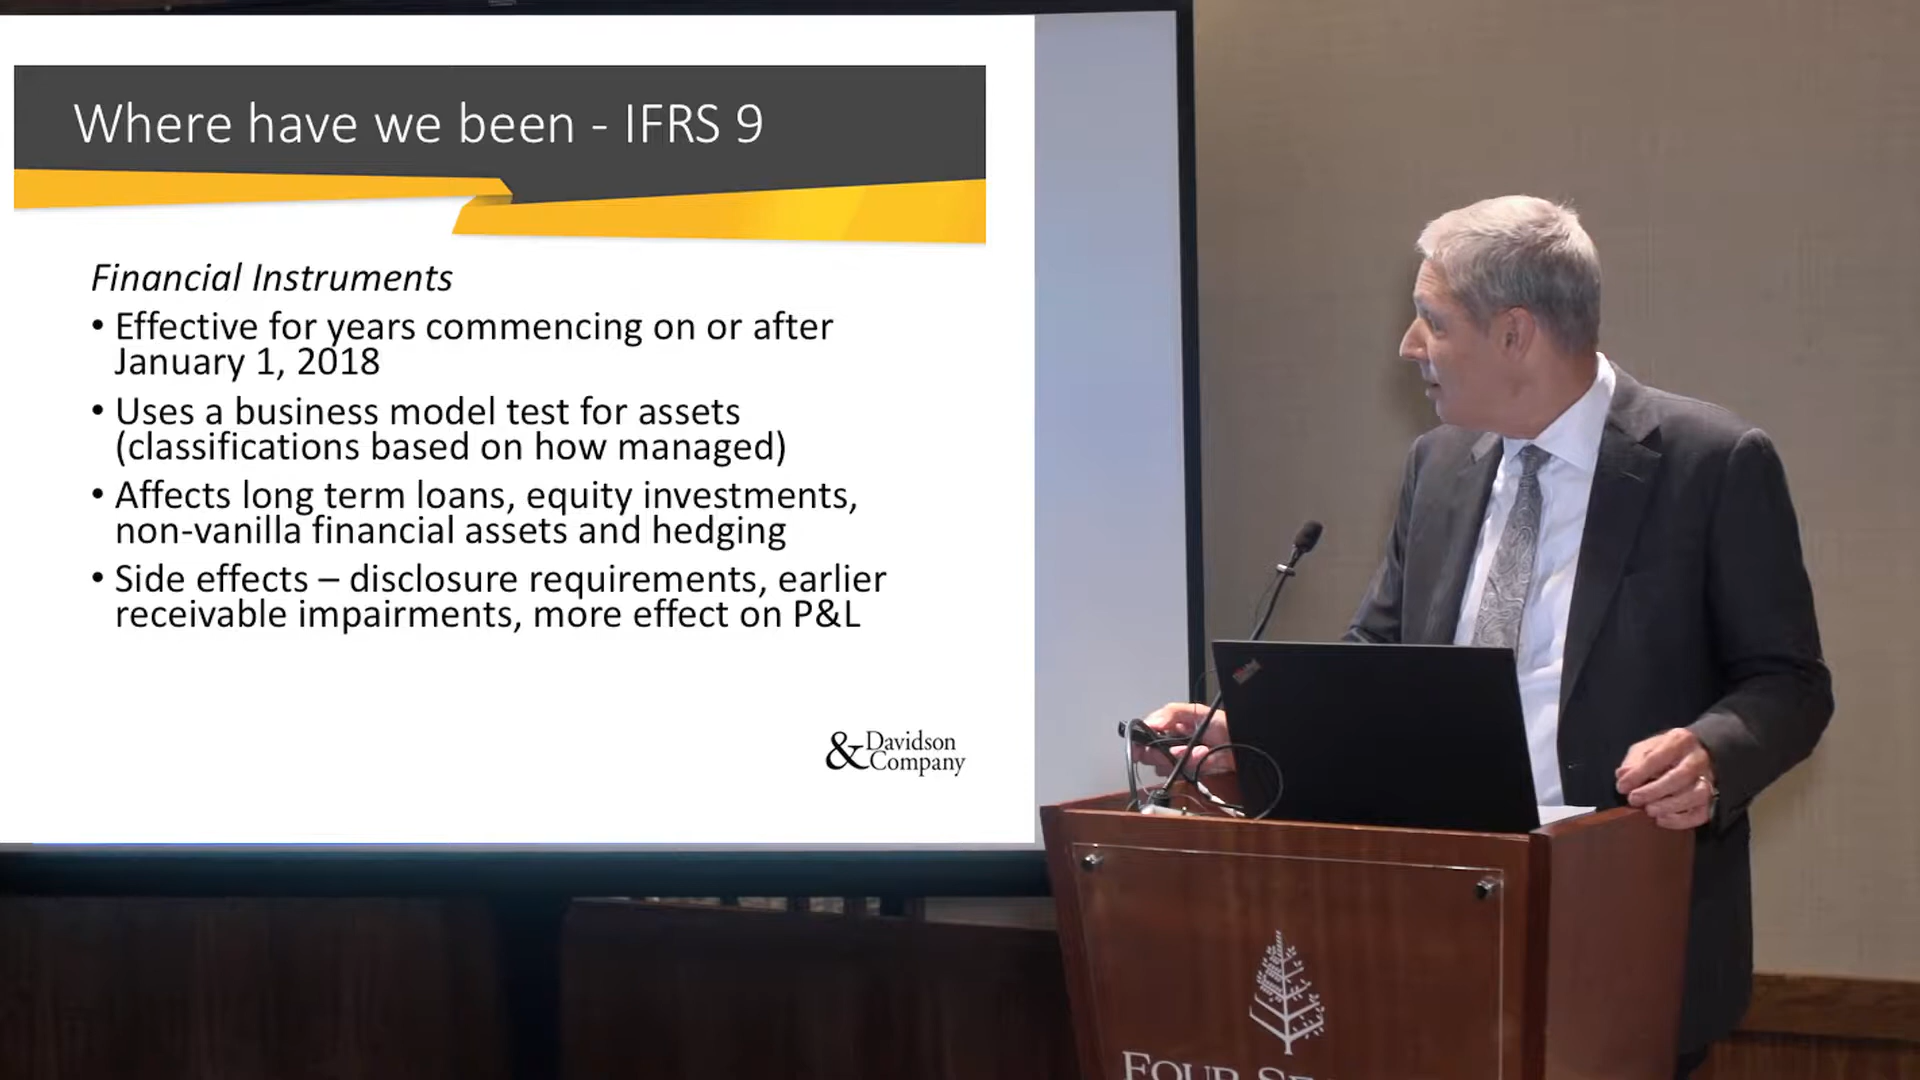 Where have we been - IFRS 9
Financial Instruments
• Effective for years commencing on or after
January 1, 2018
• Uses a business model test for assets
(classifications based on how managed)
• Affects long term loans, equity investments,
non-vanilla financial assets and hedging
• Side effects – disclosure requirements, earlier
receivable impairments, more effect on P&L
& Davidson
Company
FOUR